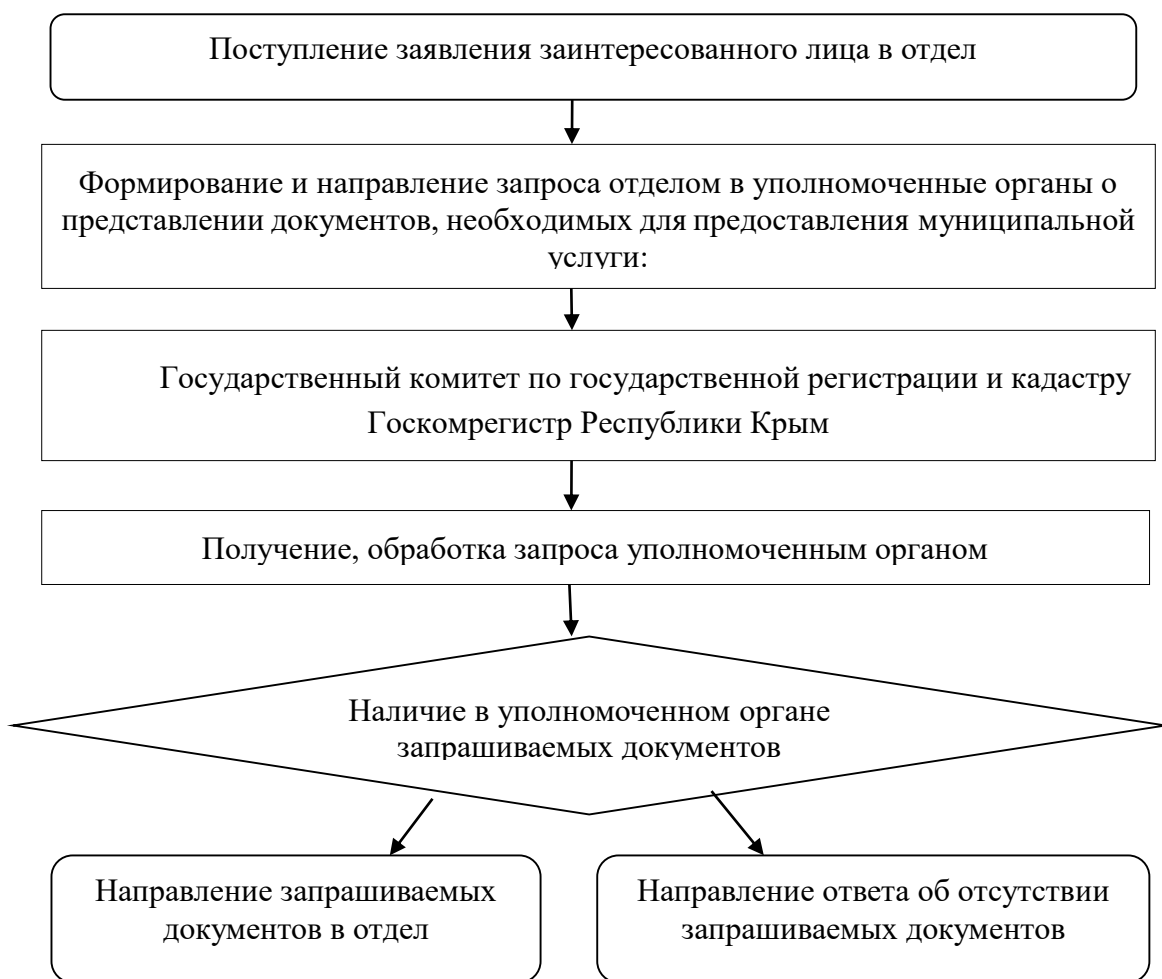 Поступление заявления заинтересованного лица в отдел
Формирование и направление запроса отделом в уполномоченные органы о
представлении документов, необходимых для предоставления муниципальной
услуги:
Государственный комитет по государственной регистрации и кадастру
Госкомрегистр Республики Крым
Получение, обработка запроса уполномоченным органом
Наличие в уполномоченном органе
запрашиваемых документов
Направление запрашиваемых
документов в отдел
Направление ответа об отсутствии
запрашиваемых документов